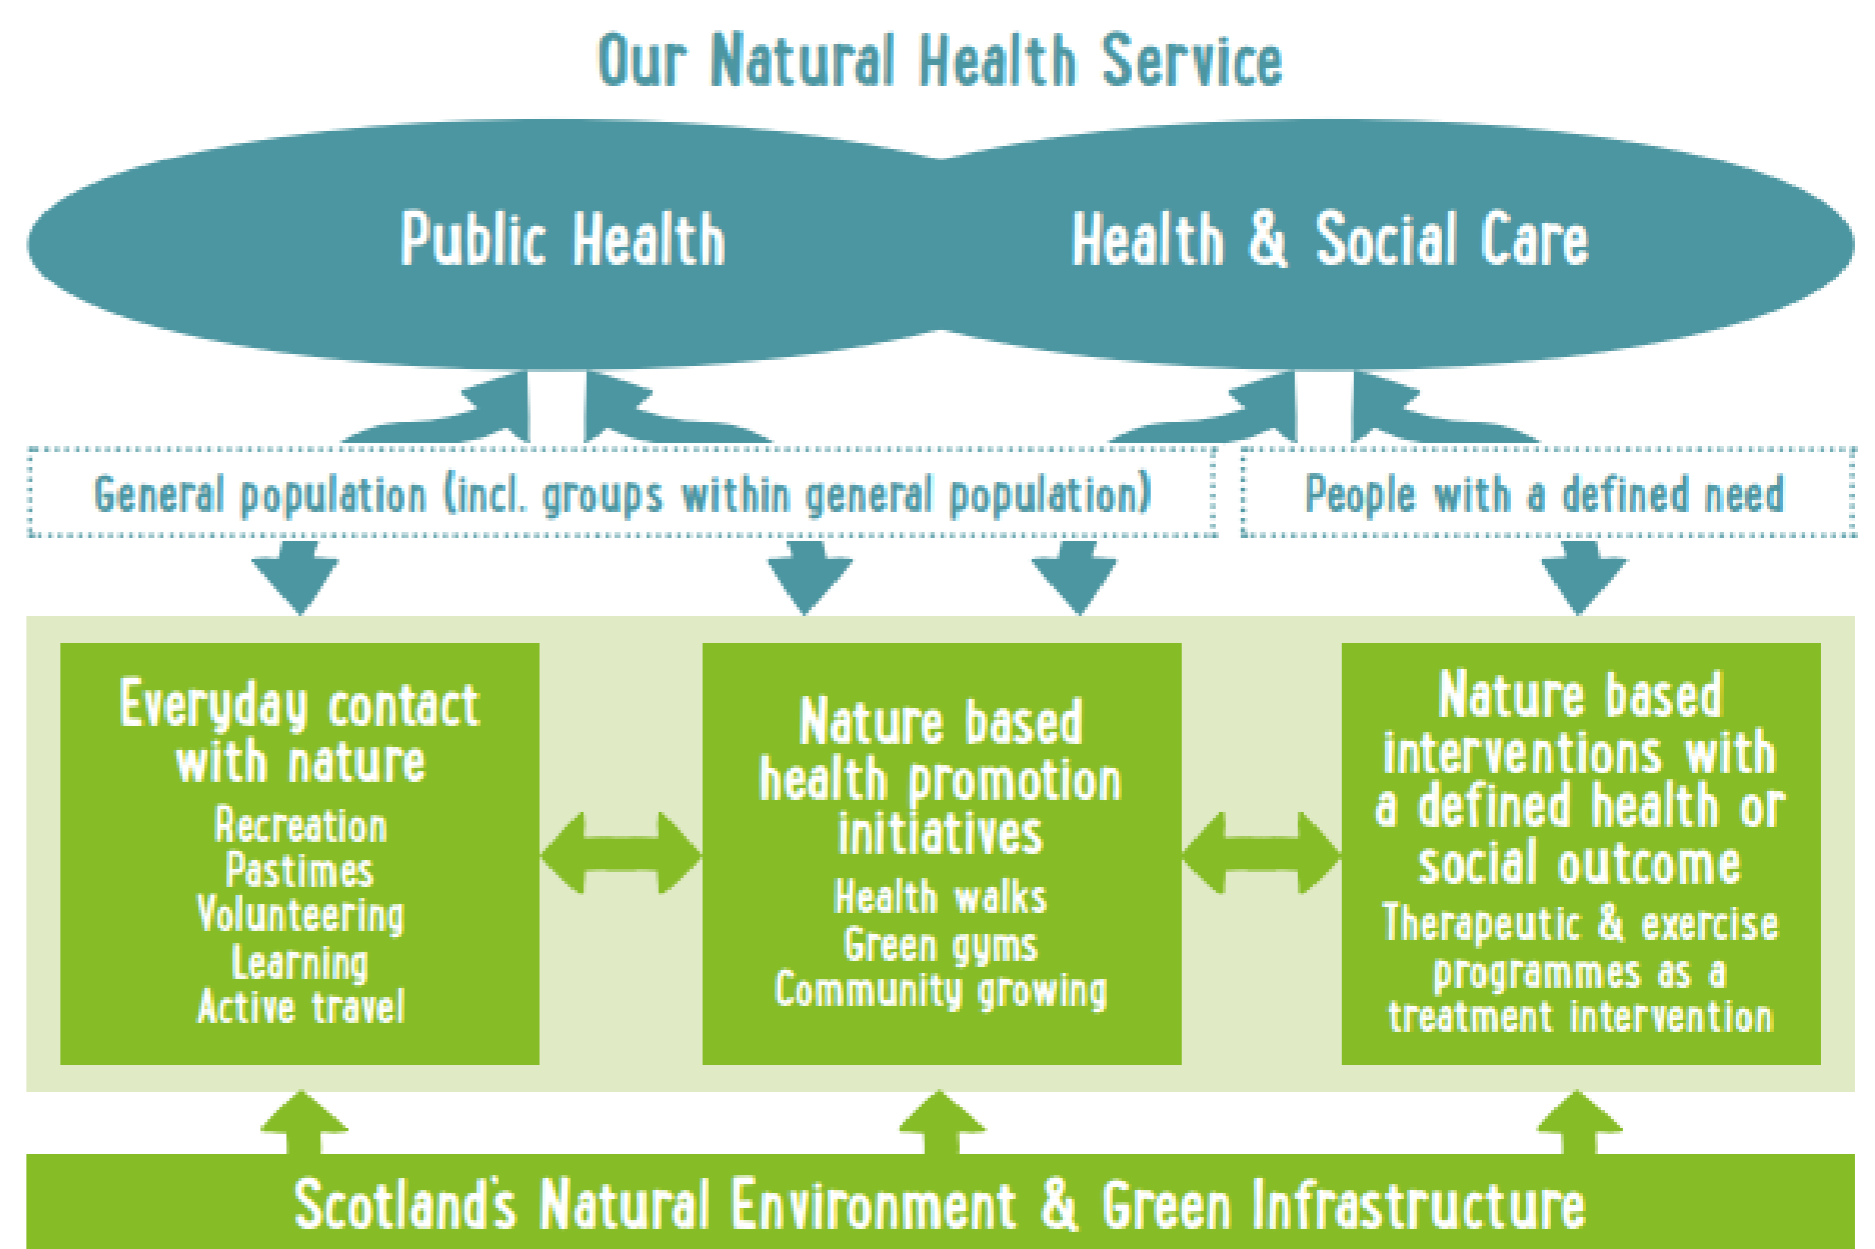 Our Natural Health Service
Public Health
Health & Social Care
General population (incl. groups within general population)
People with a defined need
Everyday contact
with nature
Recreation
Pastimes
Volunteering
Learning
Active travel
Nature based
health promotion
initiatives
Health walks
Green gyms
Community growing
Nature based
interventions with
a defined health or
social outcome
Therapeutic & exercise
programmes as a
treatment intervention
Scotland's Natural Environment & Green Infrastructure